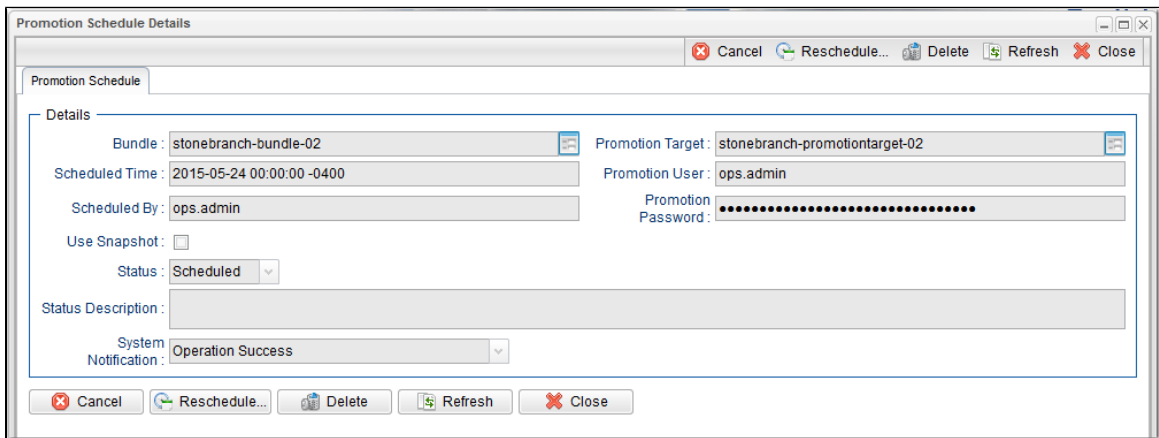 Promotion Schedule Details
Cancel Reschedule... Delete Refresh Close
Promotion Schedule
Details
Bundle : stonebranch-bundle-02 Promotion Target : stonebranch-promotiontarget-02
Scheduled Time : 2015-05-24 00:00:00 -0400 Promotion User : ops.admin
Scheduled By : ops.admin Promotion Password : ••••••••••••••••••••••••••••••••
Use Snapshot :
Status : Scheduled
Status Description :
System Notification : Operation Success
Cancel Reschedule... Delete Refresh Close